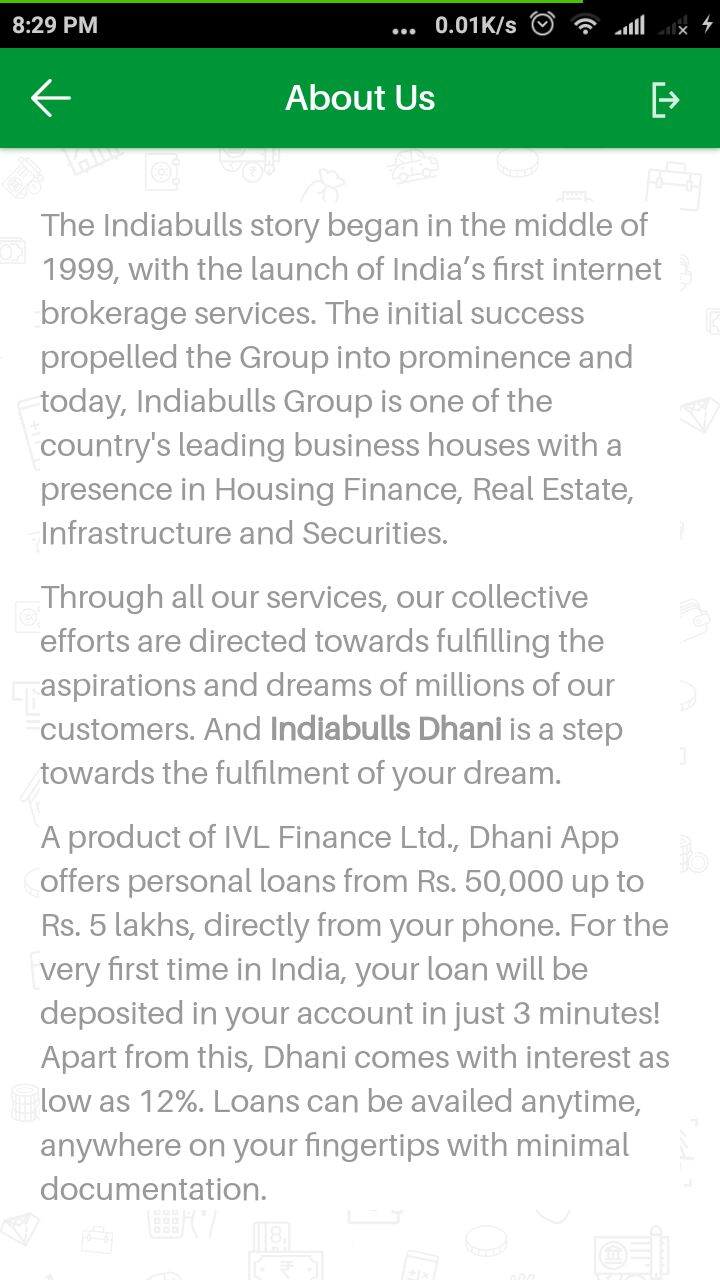 8:29 PM ... 0.01K/s
About Us
The Indiabulls story began in the middle of
1999, with the launch of India’s first internet
brokerage services. The initial success
propelled the Group into prominence and
today, Indiabulls Group is one of the
country's leading business houses with a
presence in Housing Finance, Real Estate,
Infrastructure and Securities.
Through all our services, our collective
efforts are directed towards fulfilling the
aspirations and dreams of millions of our
customers. And Indiabulls Dhani is a step
towards the fulfilment of your dream.
A product of IVL Finance Ltd., Dhani App
offers personal loans from Rs. 50,000 up to
Rs. 5 lakhs, directly from your phone. For the
very first time in India, your loan will be
deposited in your account in just 3 minutes!
Apart from this, Dhani comes with interest as
low as 12%. Loans can be availed anytime,
anywhere on your fingertips with minimal
documentation.